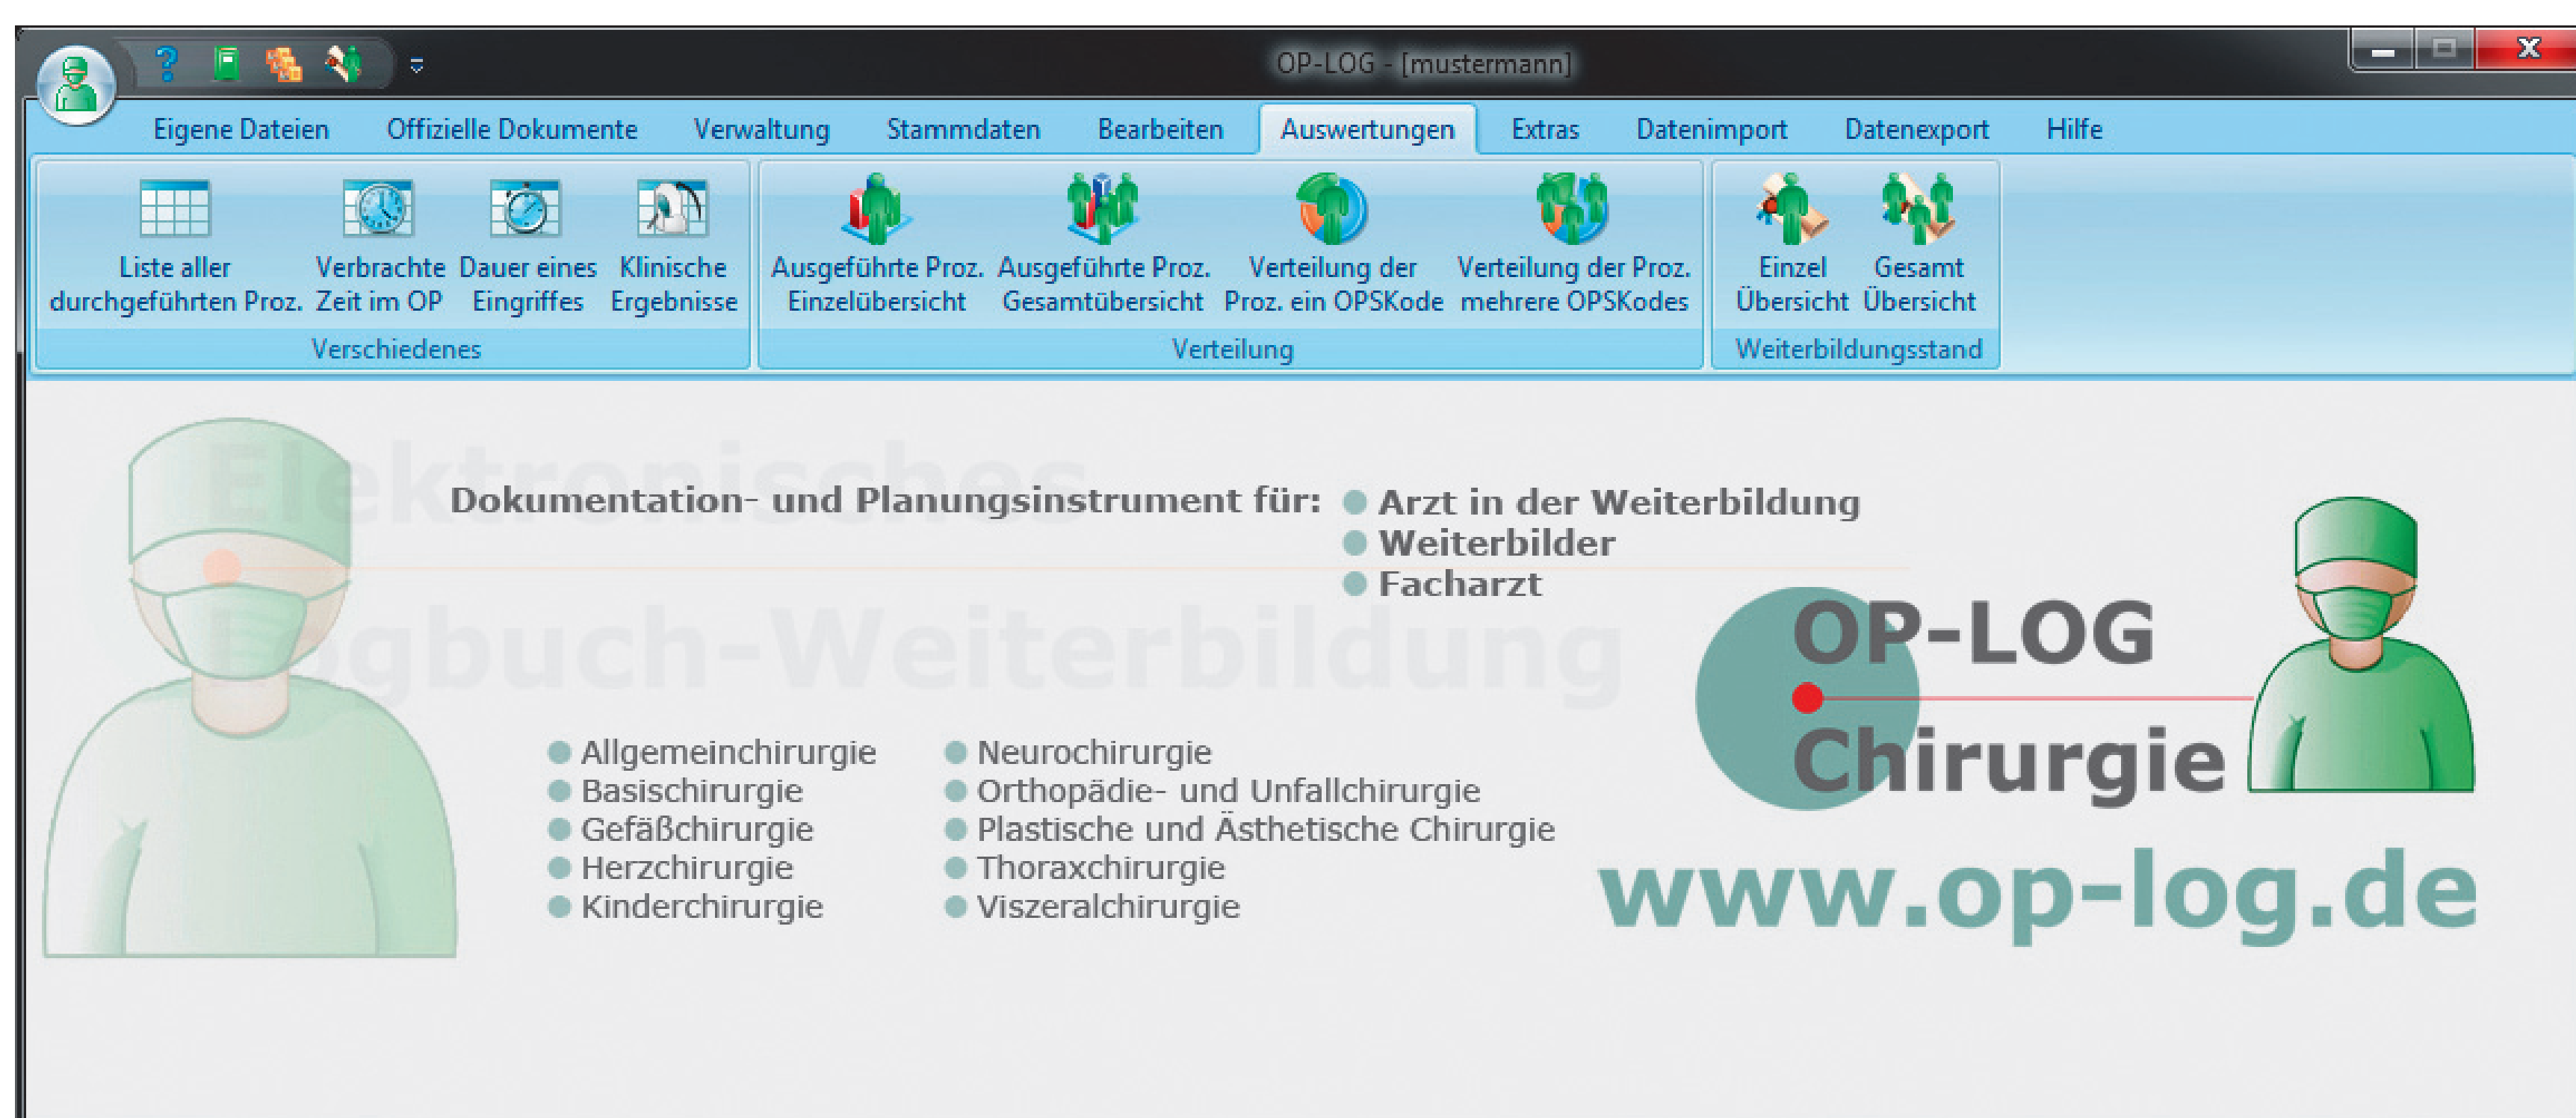 OP-LOG - [mustermann]
Eigene Dateien Offizielle Dokumente Verwaltung Stammdaten Bearbeiten Auswertungen Extras Datenimport Datenexport Hilfe
Liste aller
durchgeführten Proz.
Verbrachte
Zeit im OP
Dauer eines
Eingriffes
Klinische
Ergebnisse
Verschiedenes
Ausgeführte Proz.
Einzelübersicht
Ausgeführte Proz.
Gesamtübersicht
Verteilung der
Proz. ein OPSKode
Verteilung der Proz.
mehrere OPSKodes
Verteilung
Einzel
Übersicht
Gesamt
Übersicht
Weiterbildungsstand
Elektronisches
Logbuch-Weiterbildung
Dokumentation- und Planungsinstrument für:
Arzt in der Weiterbildung
Weiterbilder
Facharzt
Allgemeinchirurgie
Basischirurgie
Gefäßchirurgie
Herzchirurgie
Kinderchirurgie
Neurochirurgie
Orthopädie- und Unfallchirurgie
Plastische und Ästhetische Chirurgie
Thoraxchirurgie
Viszeralchirurgie
OP-LOG
Chirurgie
www.op-log.de